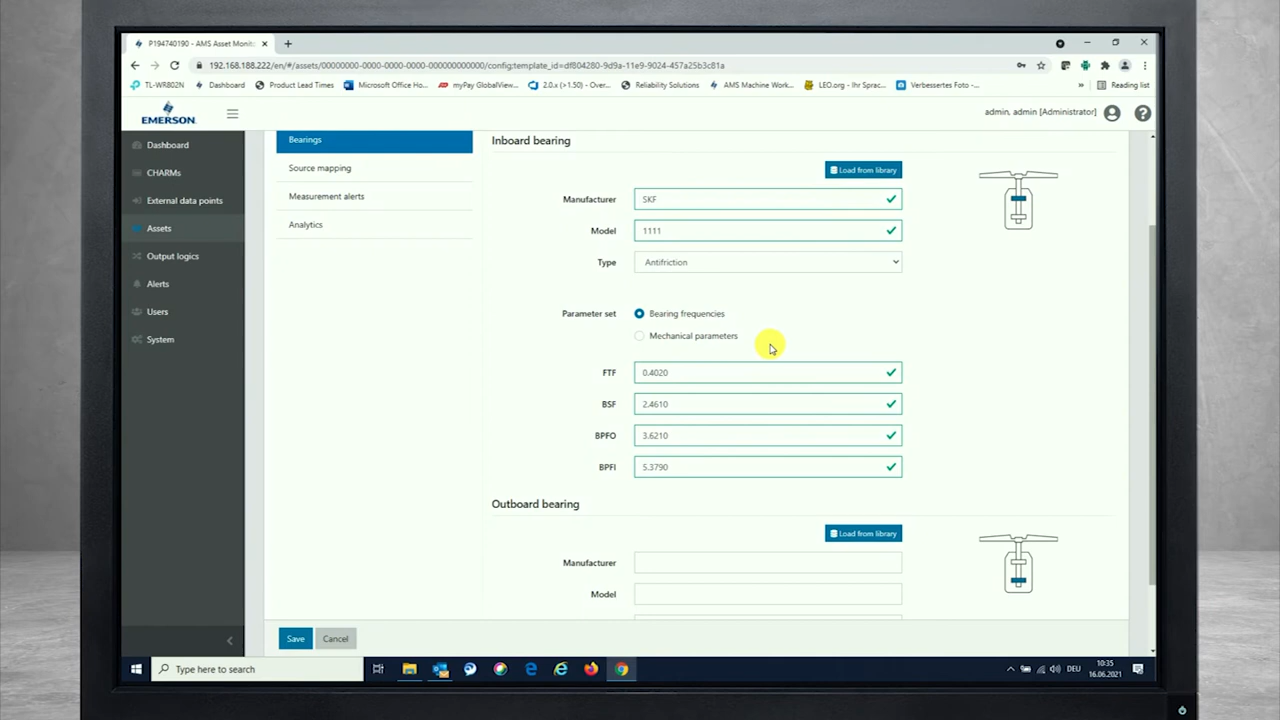 P194740190 - AMS Asset Monit
192.168.188.222/en/#/assets/00000000-0000-0000-0000-000000000000/config;template_id=df804280-9d9a-11e9-9024-457a25b3c81a
TL-WR802N Dashboard Product Lead Times Microsoft Office Ho... myPay GlobalView... 2.0.x (>1.50) - Over... Reliability Solutions AMS Machine Work... LEO.org - Ihr Sprac... Verbessertes Foto -... » Reading list
EMERSON
admin, admin [Administrator]
Dashboard
CHARMs
External data points
Assets
Output logics
Alerts
Users
System
Bearings
Source mapping
Measurement alerts
Analytics
Inboard bearing
Load from library
Manufacturer SKF
Model 1111
Type Antifriction
Parameter set Bearing frequencies
Mechanical parameters
FTF 0.4020
BSF 2.4610
BPFO 3.6210
BPFI 5.3790
Outboard bearing
Load from library
Manufacturer
Model
Save Cancel
Type here to search
DEU
10:35
16.06.2021